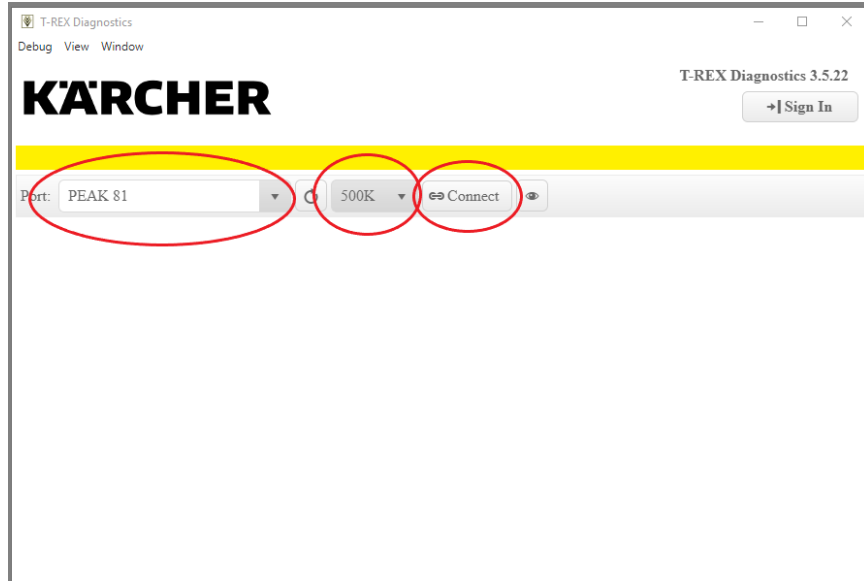 T-REX Diagnostics
Debug View Window
KÄRCHER
T-REX Diagnostics 3.5.22
Sign In
Port: PEAK 81 500K Connect